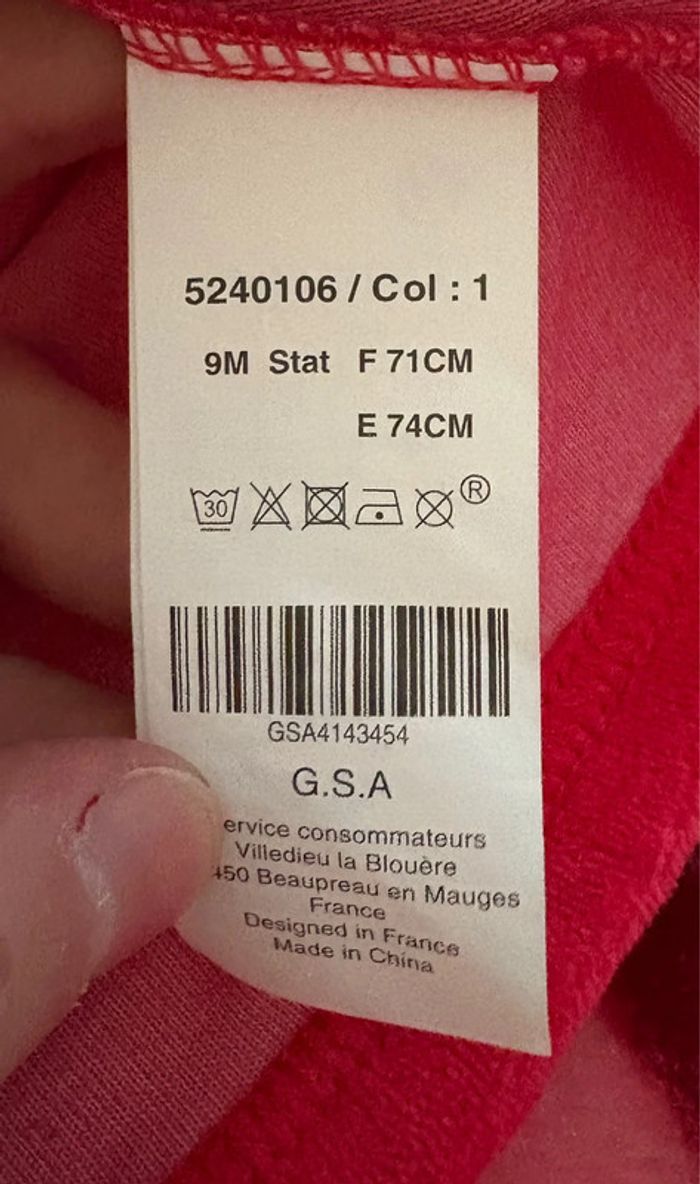 5240106 / Col : 1
9M Stat F 71CM
E 74CM
30
®
GSA4143454
G.S.A
ervice consommateurs
Villedieu la Blouère
450 Beaupreau en Mauges
France
Designed in France
Made in China